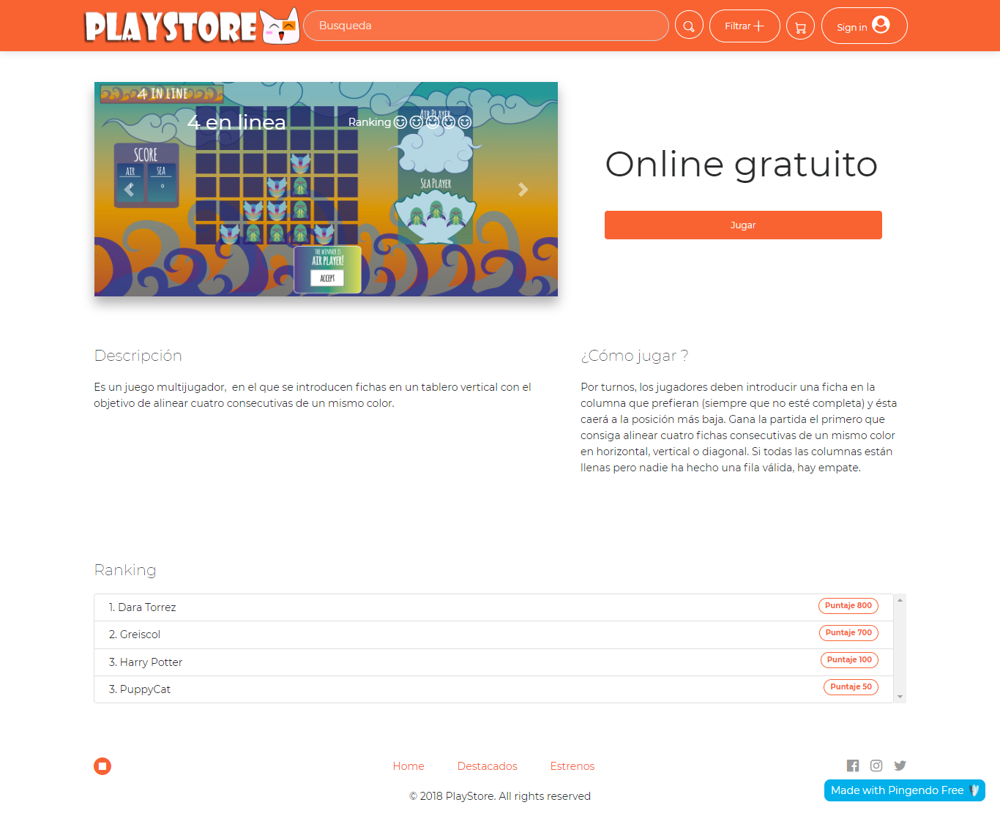 PLAYSTORE
Busqueda
Filtrar
Sign in
4 IN LINE
4 en linea
Ranking
AIR PLAYER
SCORE
AIR SEA
0
SEA PLAYER
THE WINNER IS
AIR PLAYER!
ACCEPT
Online gratuito
Jugar
Descripción
Es un juego multijugador,  en el que se introducen fichas en un tablero vertical con el
objetivo de alinear cuatro consecutivas de un mismo color.
¿Cómo jugar ?
Por turnos, los jugadores deben introducir una ficha en la
columna que prefieran (siempre que no esté completa) y ésta
caerá a la posición más baja. Gana la partida el primero que
consiga alinear cuatro fichas consecutivas de un mismo color
en horizontal, vertical o diagonal. Si todas las columnas están
llenas pero nadie ha hecho una fila válida, hay empate.
Ranking
1. Dara Torrez Puntaje 800
2. Greiscol Puntaje 700
3. Harry Potter Puntaje 100
3. PuppyCat Puntaje 50
Home Destacados Estrenos
© 2018 PlayStore. All rights reserved
Made with Pingendo Free